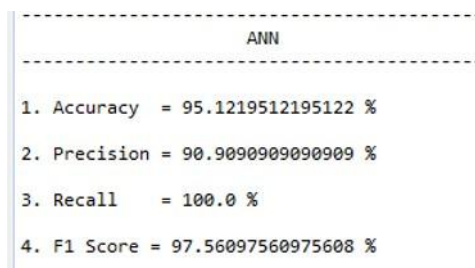 --------------------------------------------
ANN
--------------------------------------------
1. Accuracy  = 95.1219512195122 %
2. Precision = 90.9090909090909 %
3. Recall    = 100.0 %
4. F1 Score = 97.56097560975608 %